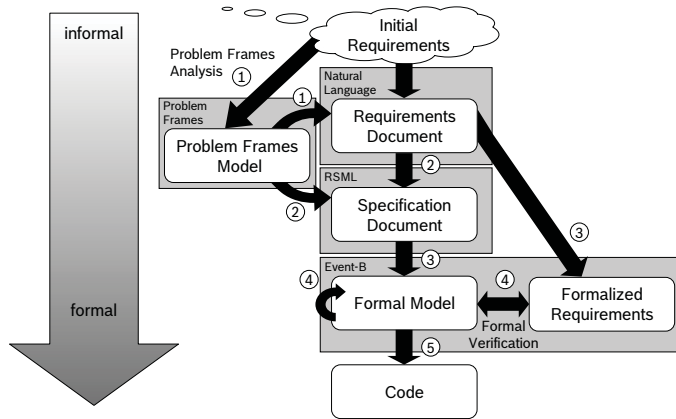 informal
Initial
Requirements
Problem Frames
Analysis
①
Natural
Language
Problem
Frames
①
Requirements
Document
Problem Frames
Model
②
RSML
②
Specification
Document
③
③
Event-B
④
④
formal
Formal Model
Formalized
Requirements
Formal
Verification
⑤
Code